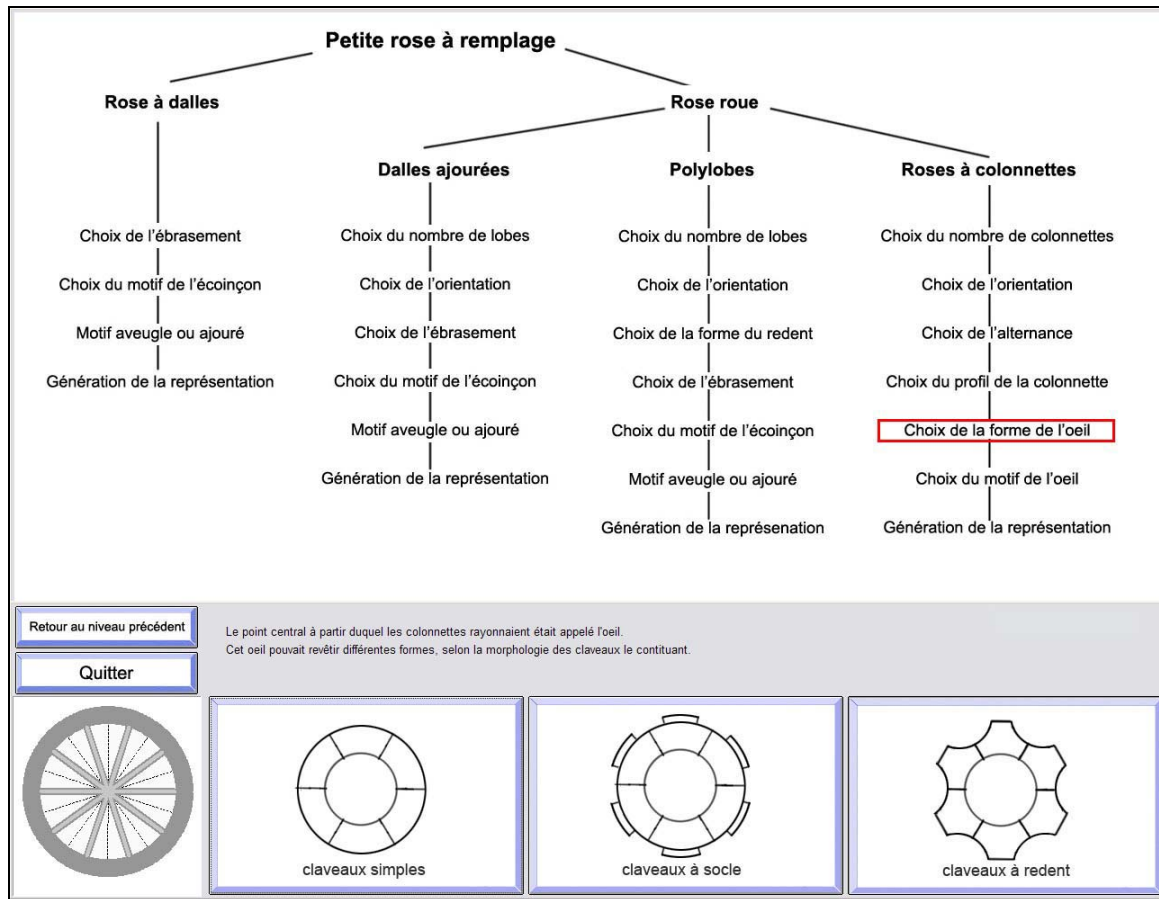 Petite rose à remplage
Rose à dalles
Rose roue
Dalles ajourées
Polylobes
Roses à colonnettes
Choix de l'ébrasement
Choix du motif de l'écoinçon
Motif aveugle ou ajouré
Génération de la représentation
Choix du nombre de lobes
Choix de l'orientation
Choix de l'ébrasement
Choix du motif de l'écoinçon
Motif aveugle ou ajouré
Génération de la représentation
Choix du nombre de lobes
Choix de l'orientation
Choix de la forme du redent
Choix de l'ébrasement
Choix du motif de l'écoinçon
Motif aveugle ou ajouré
Génération de la représenation
Choix du nombre de colonnettes
Choix de l'orientation
Choix de l'alternance
Choix du profil de la colonnette
Choix de la forme de l'oeil
Choix du motif de l'oeil
Génération de la représentation
Retour au niveau précédent
Quitter
Le point central à partir duquel les colonnettes rayonnaient était appelé l'oeil.
Cet oeil pouvait revêtir différentes formes, selon la morphologie des claveaux le contituant.
claveaux simples
claveaux à socle
claveaux à redent